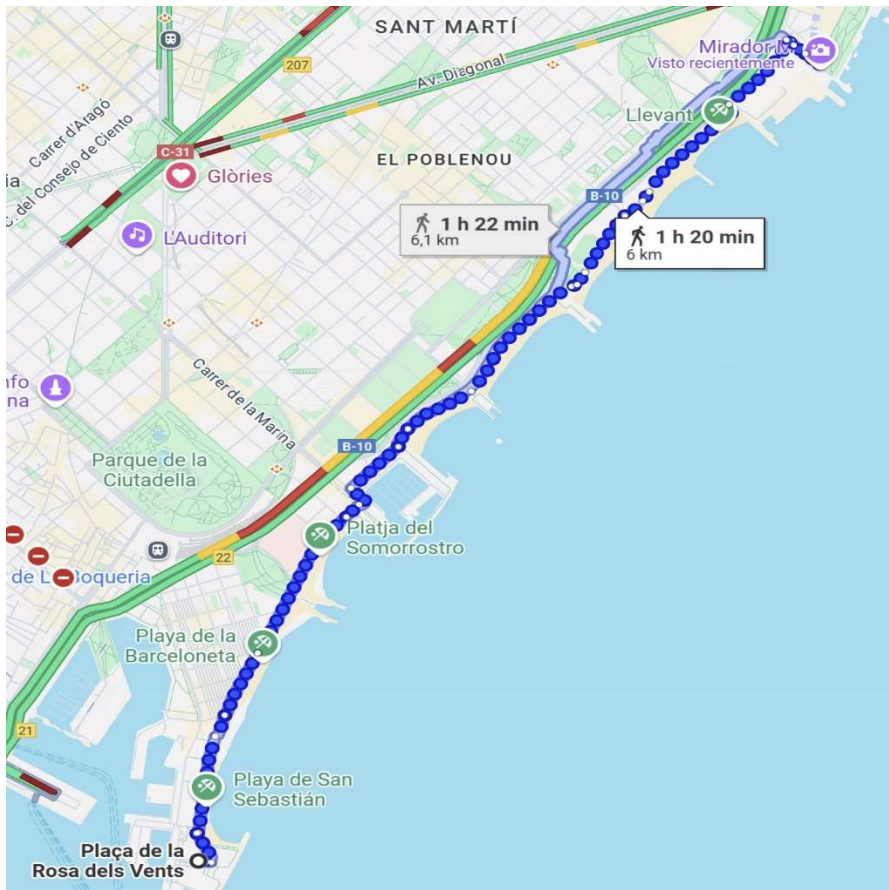 SANT MARTÍ
207
Mirador M
Visto recientemente
Av. Diagonal
Llevant
Carrer d'Aragó
C. del Consejo de Ciento
C-31
EL POBLENOU
ia
Glòries
B-10
1 h 22 min
6,1 km
L'Auditori
1 h 20 min
6 km
Carrer de la Marina
nfo
na
B-10
Parque de la
Ciutadella
Platja del
Somorrostro
22
de L
Boqueria
Playa de la
Barceloneta
21
Playa de San
Sebastián
Plaça de la
Rosa dels Vents